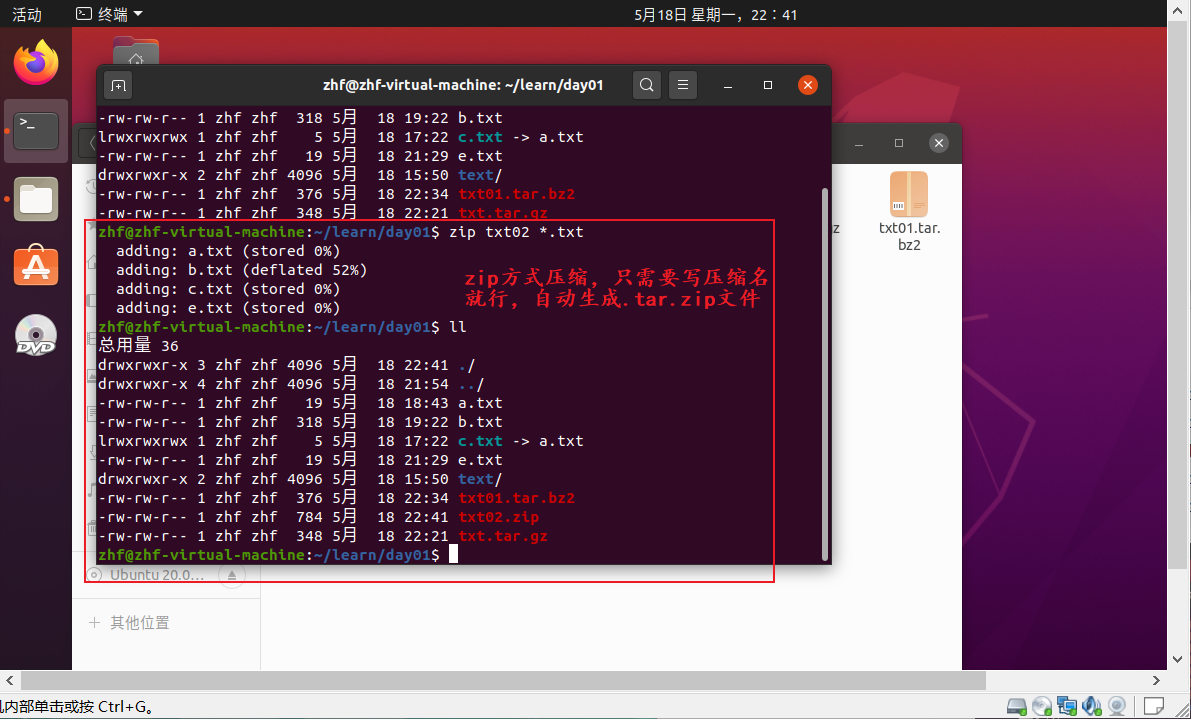 活动
终端
5月18日 星期一，22：41
zhf@zhf-virtual-machine: ~/learn/day01
-rw-rw-r-- 1 zhf zhf  318 5月  18 19:22 b.txt
lrwxrwxrwx 1 zhf zhf    5 5月  18 17:22 c.txt -> a.txt
-rw-rw-r-- 1 zhf zhf   19 5月  18 21:29 e.txt
drwxrwxr-x 2 zhf zhf 4096 5月  18 15:50 text/
-rw-rw-r-- 1 zhf zhf  376 5月  18 22:34 txt01.tar.bz2
-rw-rw-r-- 1 zhf zhf  348 5月  18 22:21 txt.tar.gz
zhf@zhf-virtual-machine:~/learn/day01$ zip txt02 *.txt
  adding: a.txt (stored 0%)
  adding: b.txt (deflated 52%)
  adding: c.txt (stored 0%)
  adding: e.txt (stored 0%)
zip方式压缩，只需要写压缩名
就行，自动生成.tar.zip文件
zhf@zhf-virtual-machine:~/learn/day01$ ll
总用量 36
drwxrwxr-x 3 zhf zhf 4096 5月  18 22:41 ./
drwxrwxr-x 4 zhf zhf 4096 5月  18 21:54 ../
-rw-rw-r-- 1 zhf zhf   19 5月  18 18:43 a.txt
-rw-rw-r-- 1 zhf zhf  318 5月  18 19:22 b.txt
lrwxrwxrwx 1 zhf zhf    5 5月  18 17:22 c.txt -> a.txt
-rw-rw-r-- 1 zhf zhf   19 5月  18 21:29 e.txt
drwxrwxr-x 2 zhf zhf 4096 5月  18 15:50 text/
-rw-rw-r-- 1 zhf zhf  376 5月  18 22:34 txt01.tar.bz2
-rw-rw-r-- 1 zhf zhf  784 5月  18 22:41 txt02.zip
-rw-rw-r-- 1 zhf zhf  348 5月  18 22:21 txt.tar.gz
zhf@zhf-virtual-machine:~/learn/day01$
z
txt01.tar.
bz2
DVD
Ubuntu 20.0...
其他位置
内部单击或按 Ctrl+G。